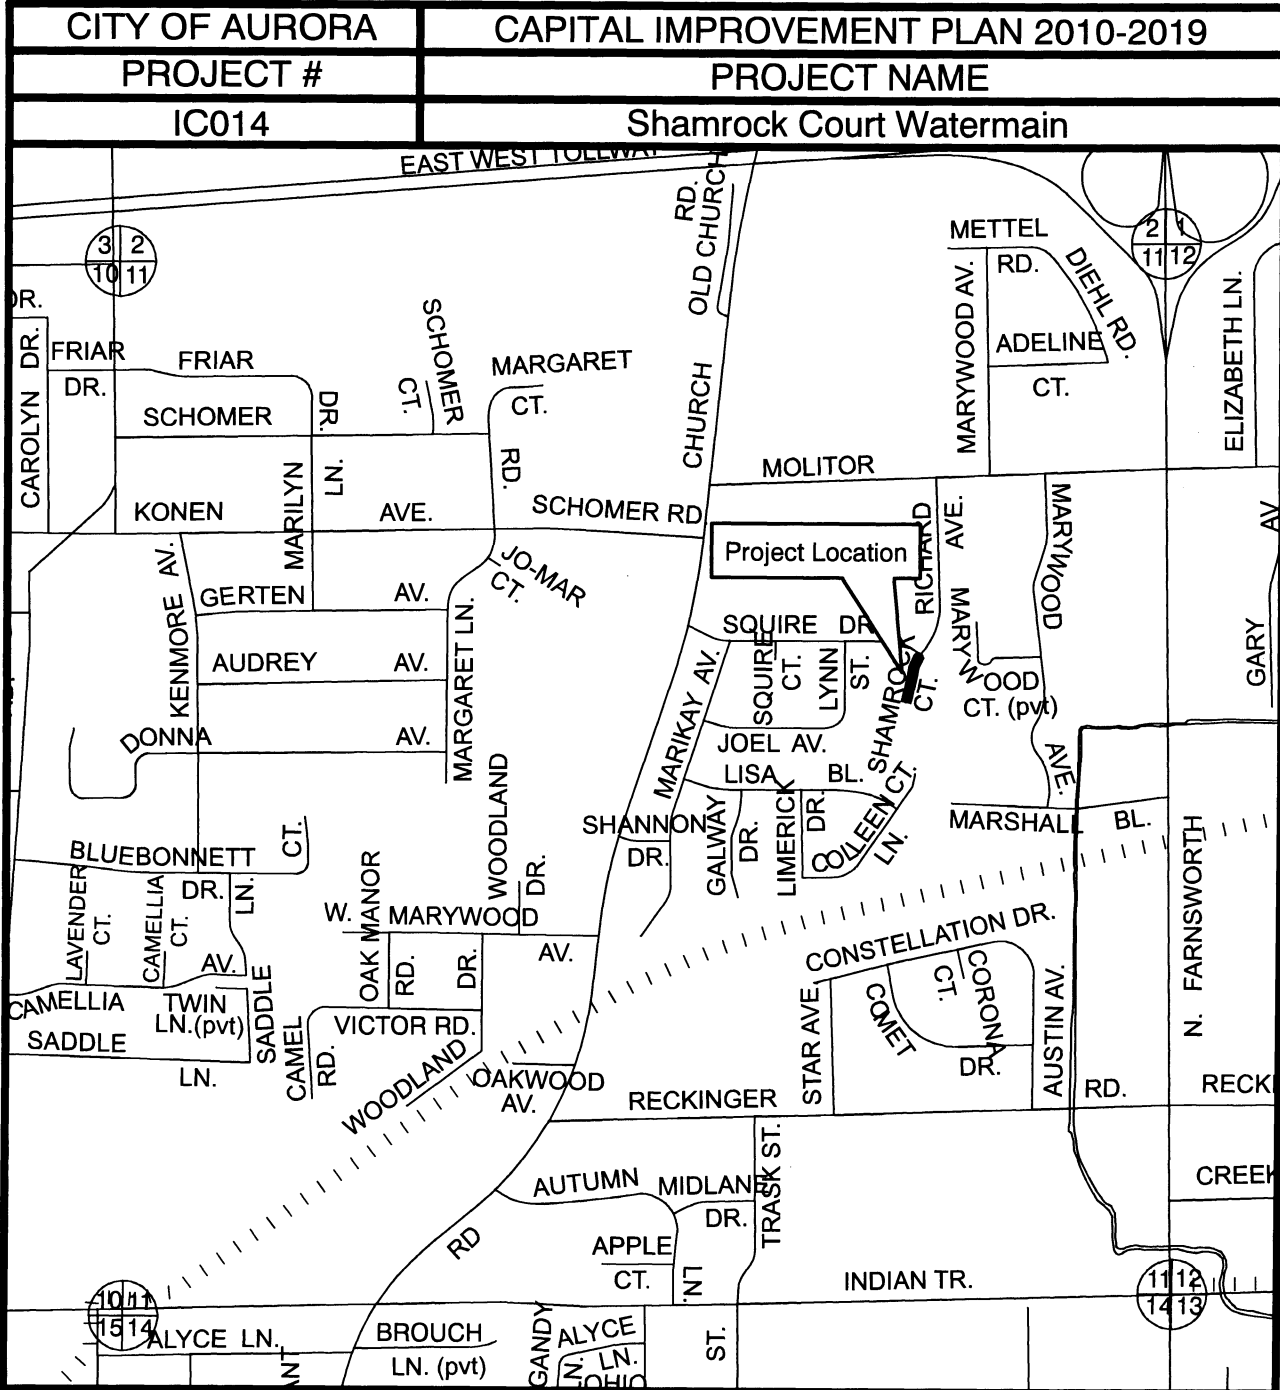 CITY OF AURORA
CAPITAL IMPROVEMENT PLAN 2010-2019
PROJECT #
PROJECT NAME
IC014
Shamrock Court Watermain
EAST WEST TOLLWAY
OLD CHURCH
RD.
3 2
10 11
2 1
11 12
METTEL
RD.
DIEHL RD.
MARYWOOD AV.
ADELINE
CT.
ELIZABETH LN.
DR.
CAROLYN DR.
FRIAR
DR.
FRIAR
DR.
SCHOMER
SCHOMER
CT.
MARGARET
CT.
RD.
CHURCH
MOLITOR
MARILYN
LN.
KONEN
AVE.
SCHOMER RD
Project Location
RICHARD
AVE.
MARYWOOD
AVE.
GARY
AV
KENMORE AV.
GERTEN
AV.
JO-MAR
CT.
MARGARET LN.
AUDREY
AV.
DONNA
AV.
SQUIRE DR
SQUIRE
CT.
LYNN
ST.
SHAMROCK
CT.
MARYWOOD
CT. (pvt)
MARIKAY AV.
JOEL AV.
LISA BL.
SHANNON
DR.
GALWAY
DR.
LIMERICK
DR.
COLLEEN CT.
LN.
MARSHALL BL.
WOODLAND
DR.
BLUEBONNETT
CT.
DR.
LN.
LAVENDER
CT.
CAMELLIA
CT.
AV.
OAK MANOR
RD.
W. MARYWOOD
AV.
DR.
CONSTELLATION DR.
CORONA
CT.
COMET
DR.
STAR AVE.
AUSTIN AV.
N. FARNSWORTH
CAMELLIA
TWIN
LN.(pvt)
SADDLE
LN.
SADDLE
CAMEL
RD.
VICTOR RD.
WOODLAND
OAKWOOD
AV.
RECKINGER
RD.
RECKI
CREEK
AUTUMN
MIDLANE
DR.
TRASK ST.
RD
APPLE
CT.
LN.
INDIAN TR.
10 11
15 14
11 12
14 13
ALYCE LN.
BROUCH
LN. (pvt)
GANDY
LN.
ALYCE
LN.
OHIO
ST.
ANT